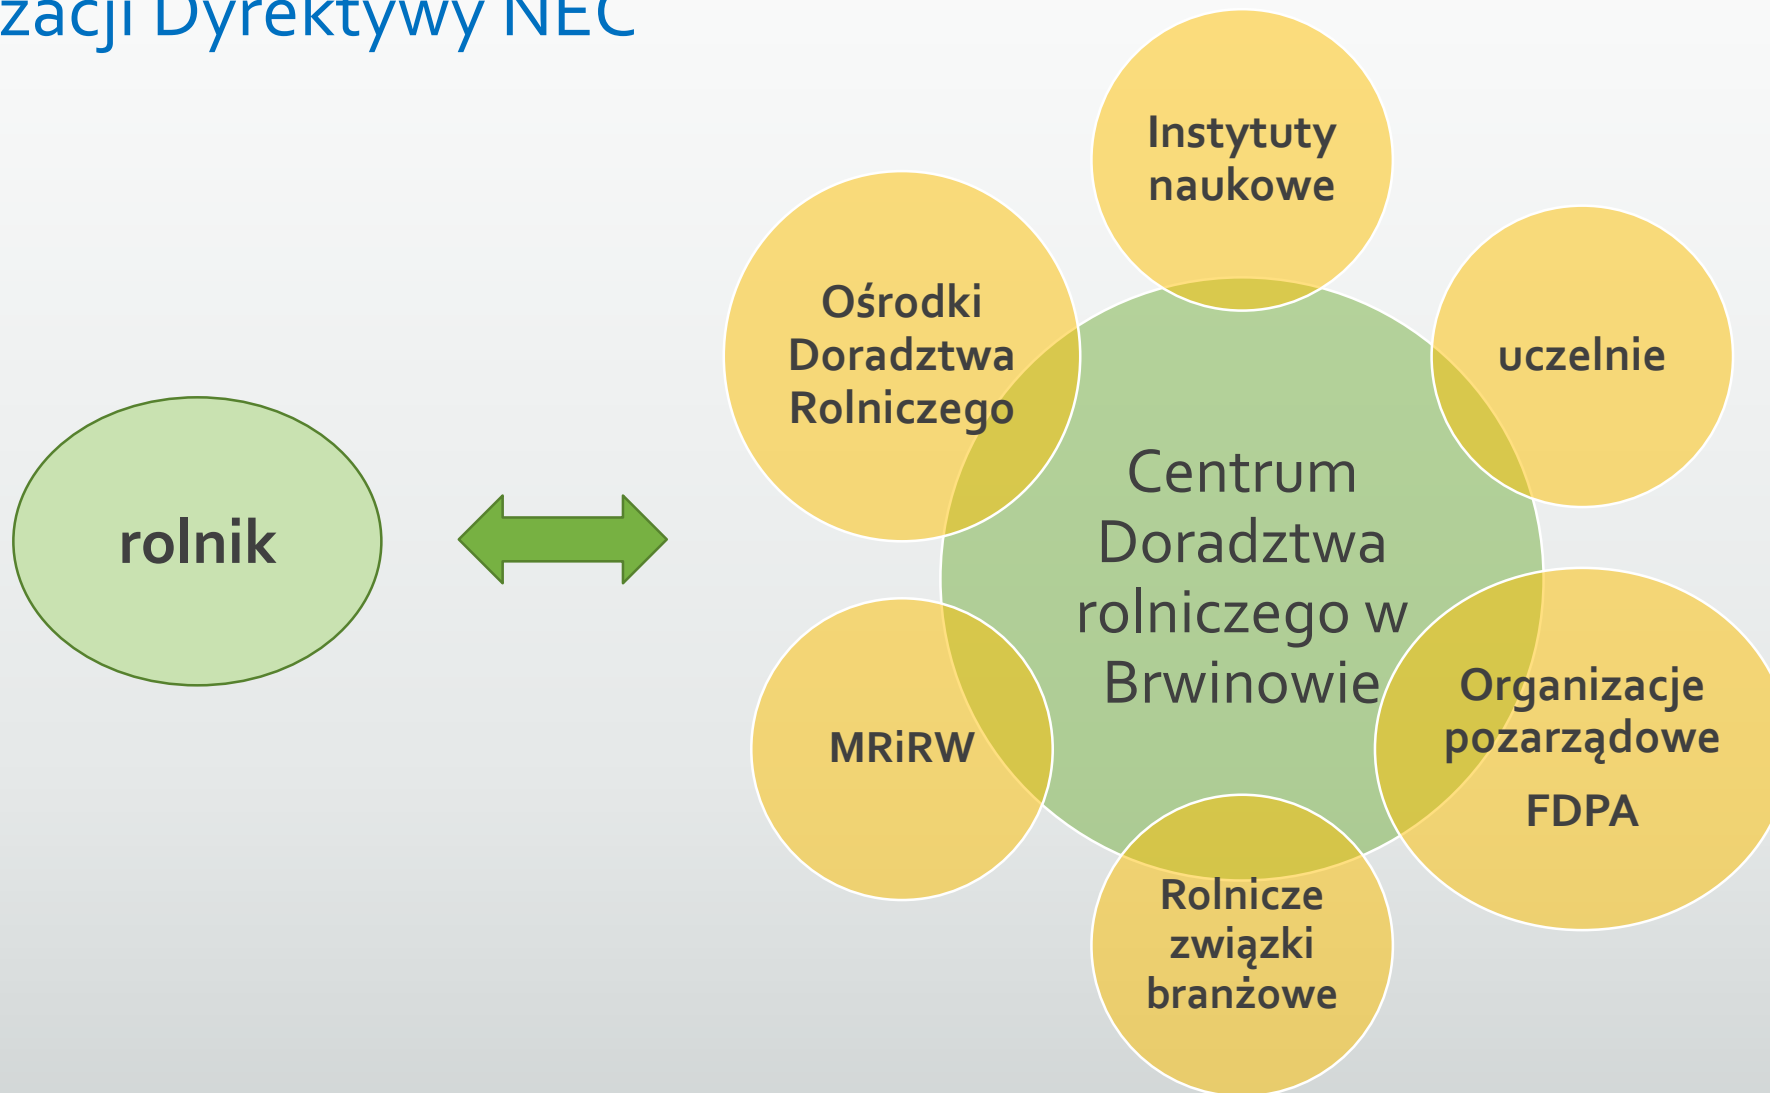 zacji Dyrektywy NEC
Instytuty
naukowe
Ośrodki
Doradztwa
Rolniczego
uczelnie
rolnik
Centrum
Doradztwa
rolniczego w
Brwinowie
MRiRW
Organizacje
pozarządowe
FDPA
Rolnicze
związki
branżowe